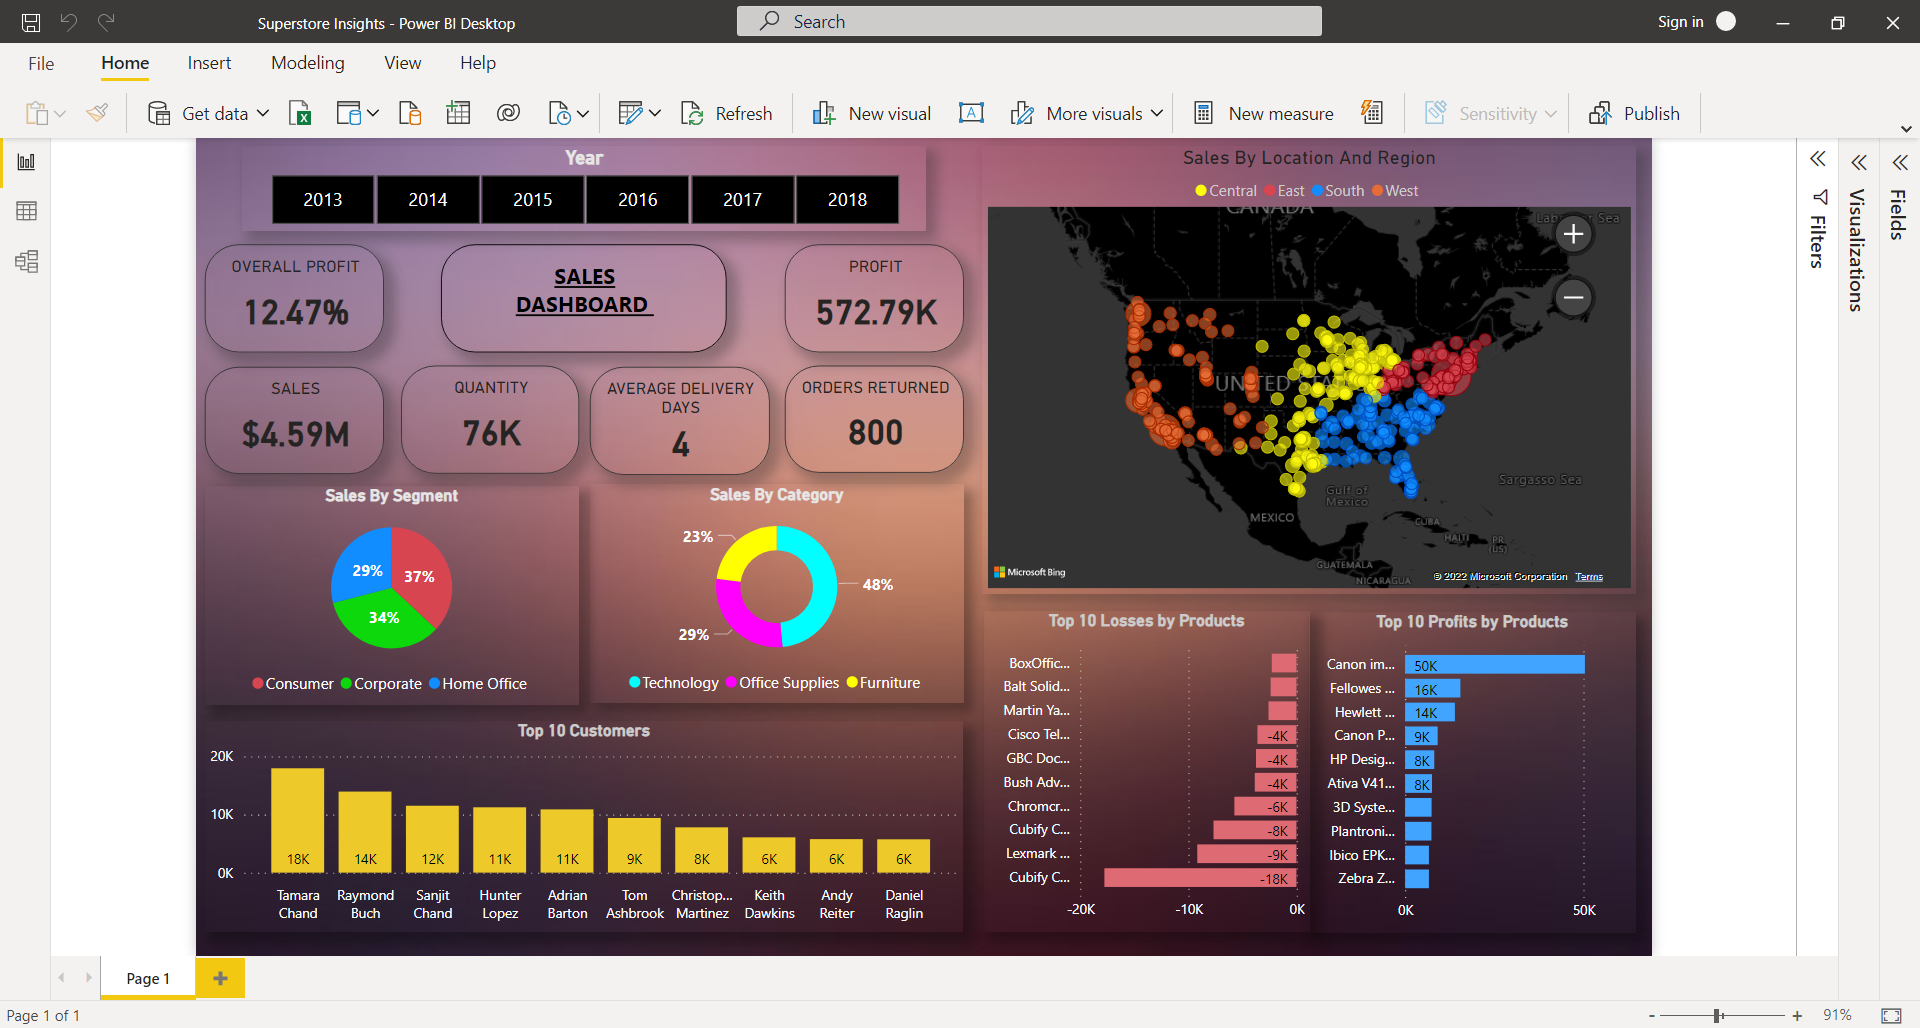 Superstore Insights - Power BI Desktop
Search
Sign in
File
Home
Insert
Modeling
View
Help
Get data
Refresh
New visual
More visuals
New measure
Sensitivity
Publish
Year
2013
2014
2015
2016
2017
2018
OVERALL PROFIT
12.47%
SALES
DASHBOARD
PROFIT
572.79K
SALES
$4.59M
QUANTITY
76K
AVERAGE DELIVERY
DAYS
4
ORDERS RETURNED
800
Sales By Segment
29%
37%
34%
Consumer
Corporate
Home Office
Sales By Category
23%
48%
29%
Technology
Office Supplies
Furniture
Top 10 Customers
20K
10K
0K
18K
14K
12K
11K
11K
9K
8K
6K
6K
6K
Tamara
Chand
Raymond
Buch
Sanjit
Chand
Hunter
Lopez
Adrian
Barton
Tom
Ashbrook
Christop...
Martinez
Keith
Dawkins
Andy
Reiter
Daniel
Raglin
Sales By Location And Region
Central
East
South
West
CANADA
Sea
UNITED STA
Sargasso Sea
Gulf of
Mexico
MEXICO
CUBA
HAITI
PR
(US)
GUATEMALA
NICARAGUA
Microsoft Bing
© 2022 Microsoft Corporation
Terms
Top 10 Losses by Products
BoxOffic...
Balt Solid...
Martin Ya...
Cisco Tel...
-4K
GBC Doc...
-4K
Bush Adv...
-4K
Chromcr...
-6K
Cubify C...
-8K
Lexmark ...
-9K
Cubify C...
-18K
-20K
-10K
0K
Top 10 Profits by Products
Canon im...
50K
Fellowes ...
16K
Hewlett ...
14K
Canon P...
9K
HP Desig...
8K
Ativa V41...
8K
3D Syste...
Plantroni...
Ibico EPK...
Zebra Z...
0K
50K
Filters
Visualizations
Fields
Page 1
Page 1 of 1
91%